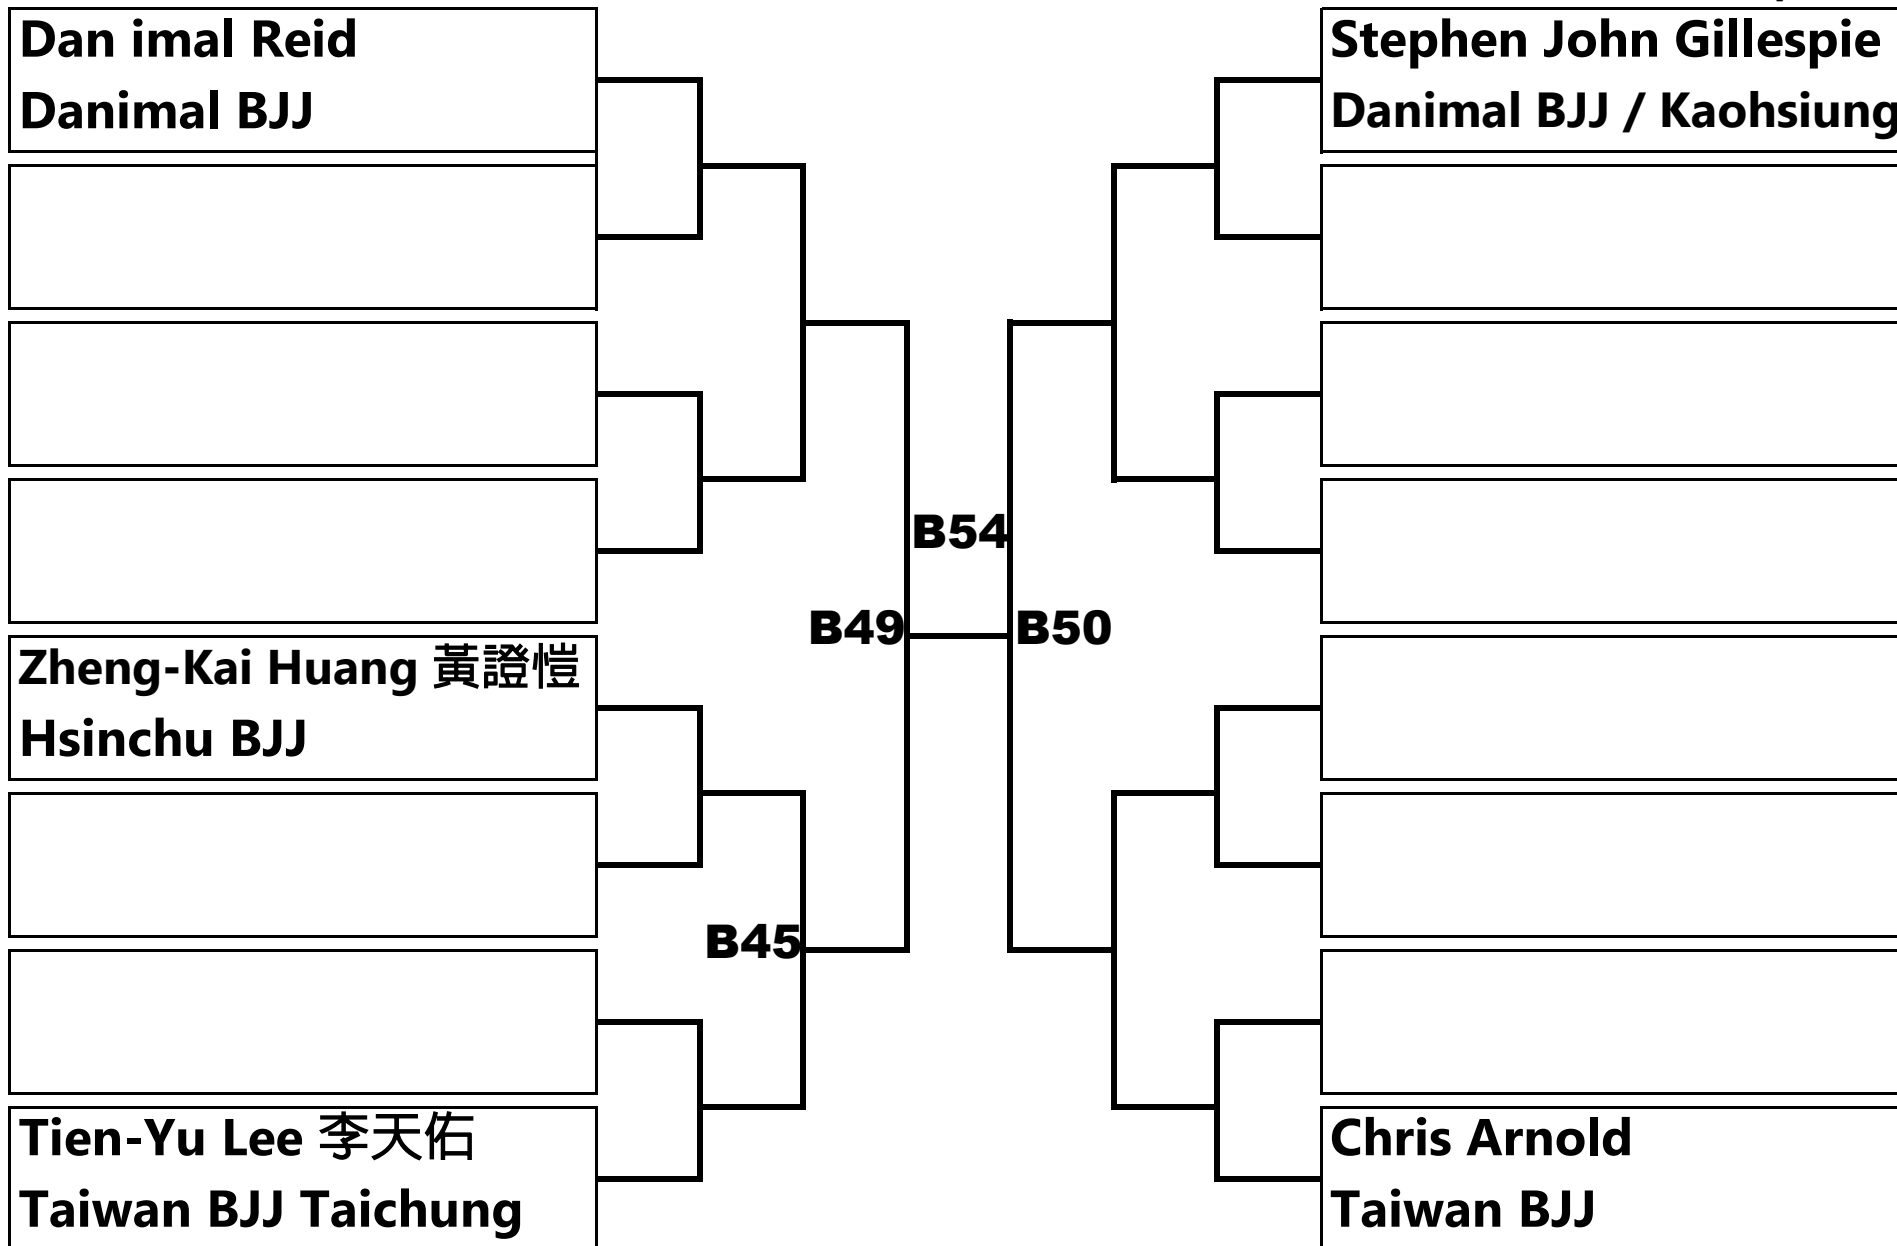 Dan imal Reid
Danimal BJJ
Stephen John Gillespie
Danimal BJJ / Kaohsiung
B54
B49
B50
Zheng-Kai Huang 黃證愷
Hsinchu BJJ
B45
Tien-Yu Lee 李天佑
Taiwan BJJ Taichung
Chris Arnold
Taiwan BJJ